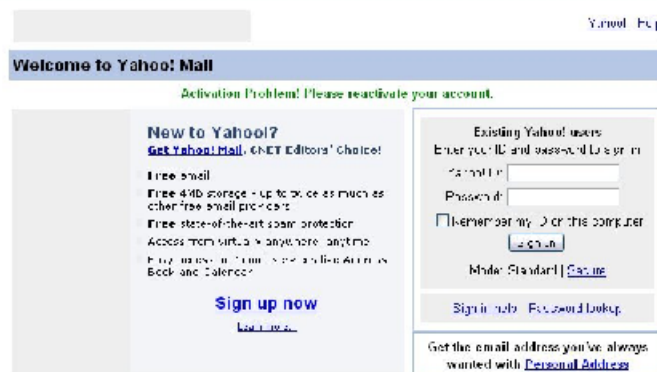 Yahoo! Help
Welcome to Yahoo! Mail
Activation Problem! Please reactivate your account.
New to Yahoo?
Get Yahoo! Mail, CNET Editors' Choice!
Free email
Free 4MB storage - up to twice as much as
other free email providers
Free state-of-the-art spam protection
Access from virtually anywhere, anytime
Book and Calendar
Sign up now
Learn more
Existing Yahoo! users
Enter your ID and password to sign in
Yahoo! ID:
Password:
Remember my ID on this computer
Sign In
Mode: Standard | Secure
Sign-in help Password lookup
Get the email address you've always
wanted with Personal Address